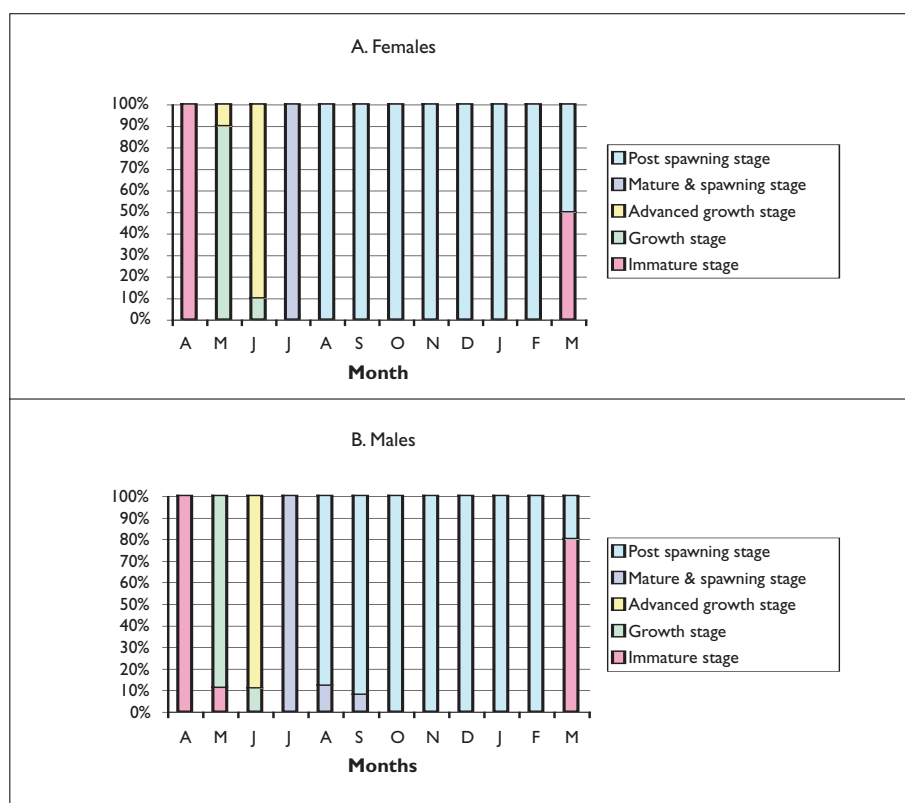 A. Females
100%
90%
80%
70%
60%
50%
40%
30%
20%
10%
0%
A M J J A S O N D J F M
Month
Post spawning stage
Mature & spawning stage
Advanced growth stage
Growth stage
Immature stage
B. Males
100%
90%
80%
70%
60%
50%
40%
30%
20%
10%
0%
A M J J A S O N D J F M
Months
Post spawning stage
Mature & spawning stage
Advanced growth stage
Growth stage
Immature stage